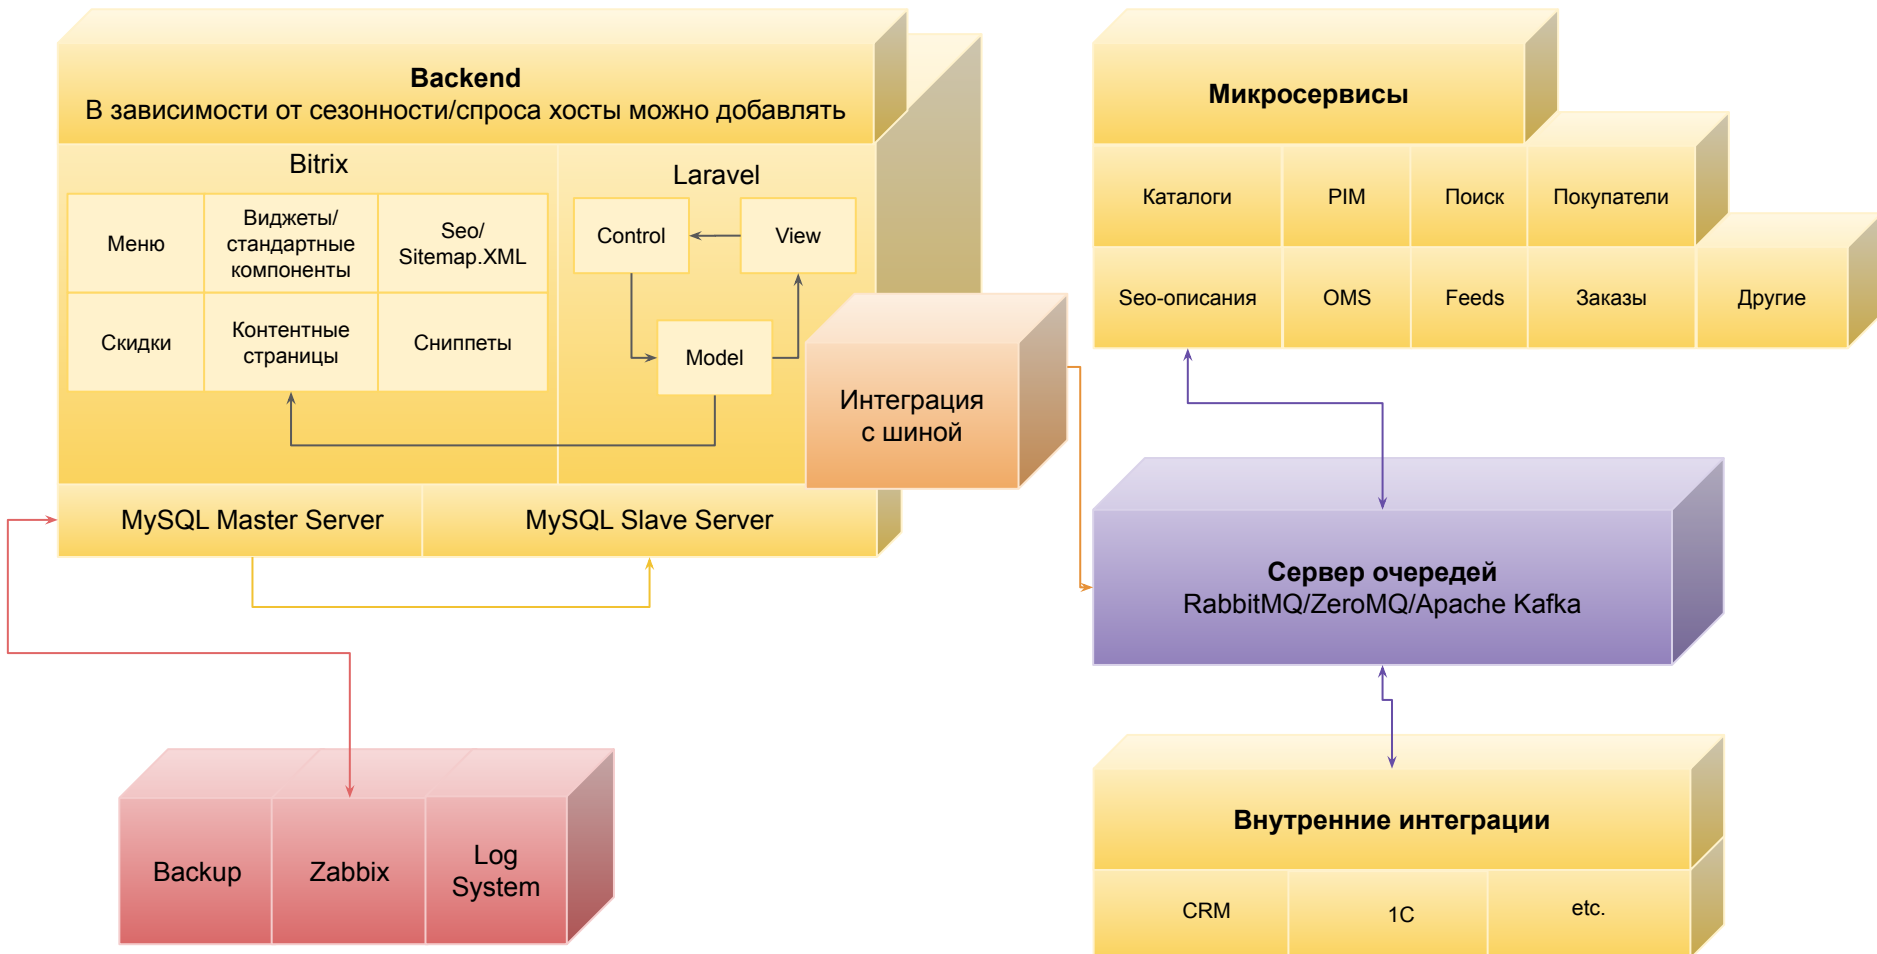 Backend
В зависимости от сезонности/спроса хосты можно добавлять
Bitrix
Меню
Виджеты/
стандартные
компоненты
Seo/
Sitemap.XML
Скидки
Контентные
страницы
Сниппеты
Laravel
Control
View
Model
Интеграция
с шиной
MySQL Master Server
MySQL Slave Server
Backup
Zabbix
Log
System
Микросервисы
Каталоги
PIM
Поиск
Покупатели
Seo-описания
OMS
Feeds
Заказы
Другие
Сервер очередей
RabbitMQ/ZeroMQ/Apache Kafka
Внутренние интеграции
CRM
1С
etc.